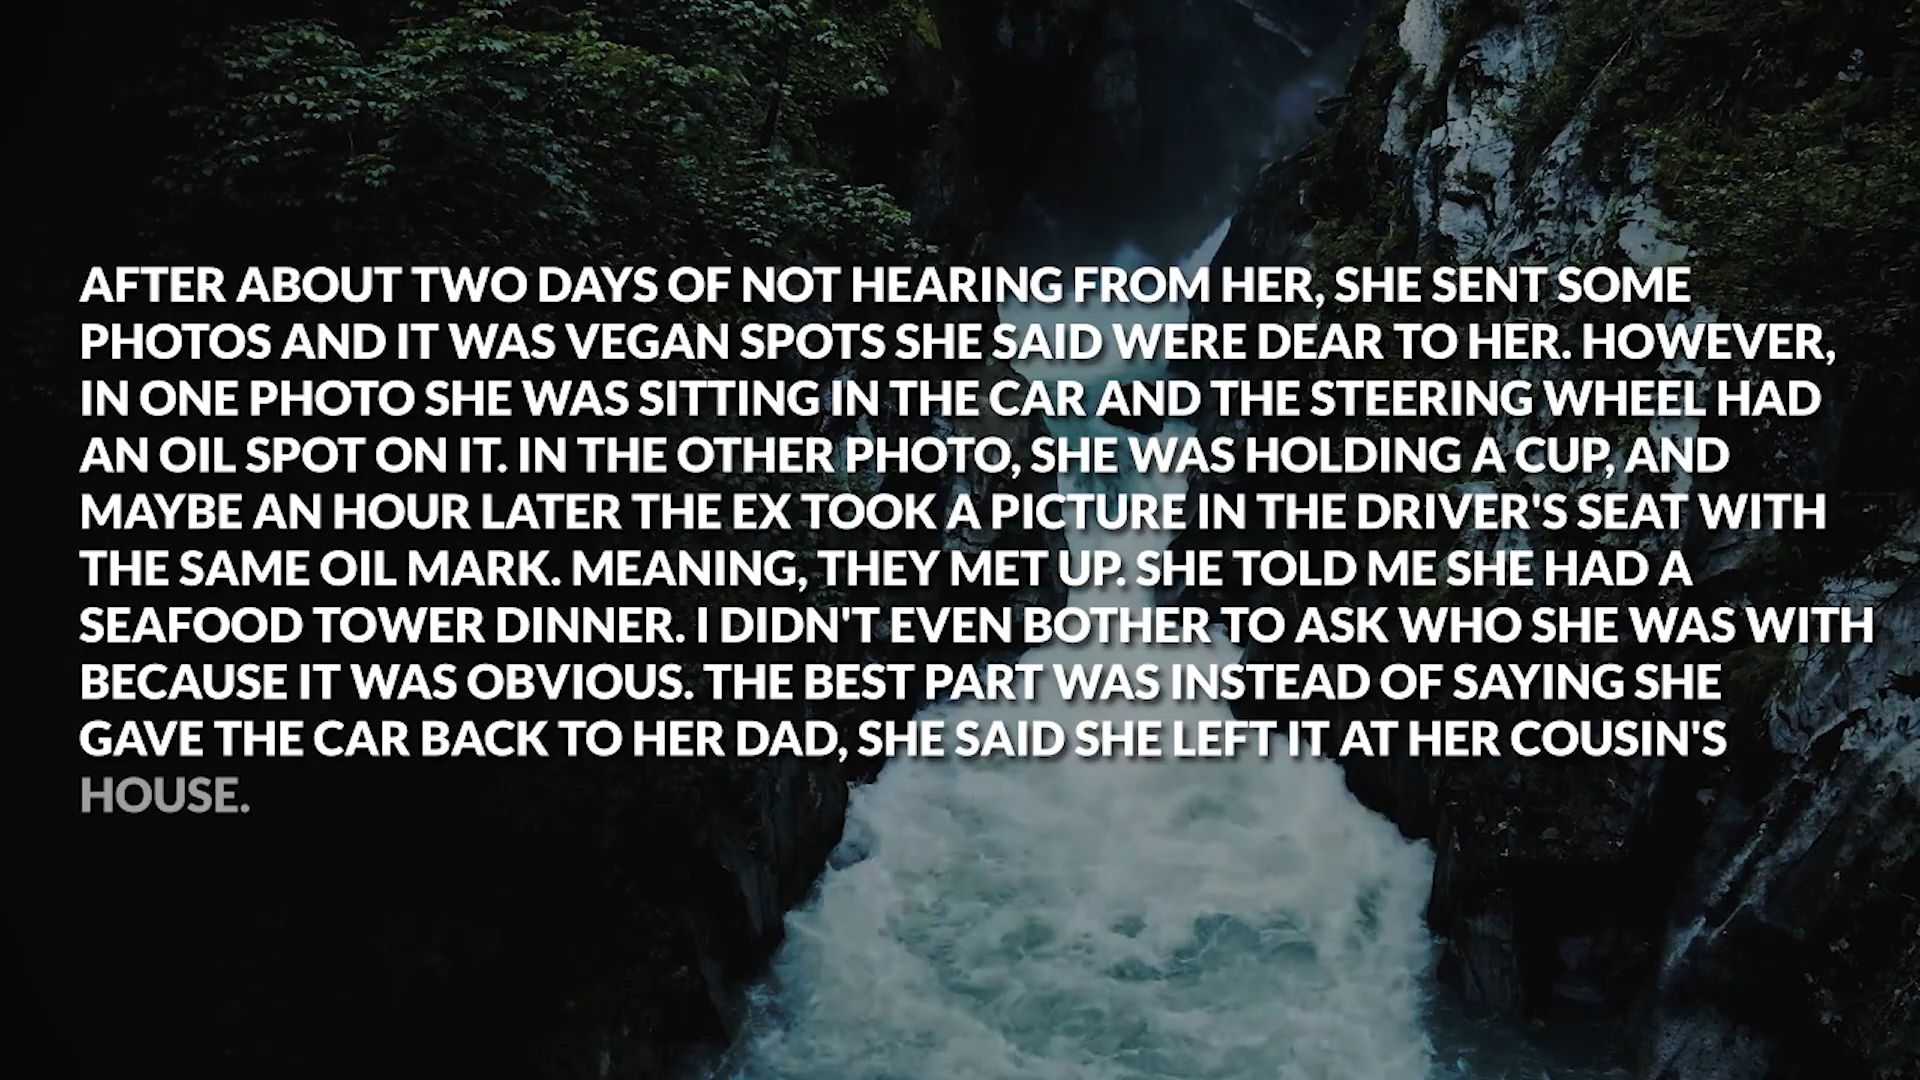 AFTER ABOUT TWO DAYS OF NOT HEARING FROM HER, SHE SENT SOME
PHOTOS AND IT WAS VEGAN SPOTS SHE SAID WERE DEAR TO HER. HOWEVER,
IN ONE PHOTO SHE WAS SITTING IN THE CAR AND THE STEERING WHEEL HAD
AN OIL SPOT ON IT. IN THE OTHER PHOTO, SHE WAS HOLDING A CUP, AND
MAYBE AN HOUR LATER THE EX TOOK A PICTURE IN THE DRIVER'S SEAT WITH
THE SAME OIL MARK. MEANING, THEY MET UP. SHE TOLD ME SHE HAD A
SEAFOOD TOWER DINNER. I DIDN'T EVEN BOTHER TO ASK WHO SHE WAS WITH
BECAUSE IT WAS OBVIOUS. THE BEST PART WAS INSTEAD OF SAYING SHE
GAVE THE CAR BACK TO HER DAD, SHE SAID SHE LEFT IT AT HER COUSIN'S
HOUSE.